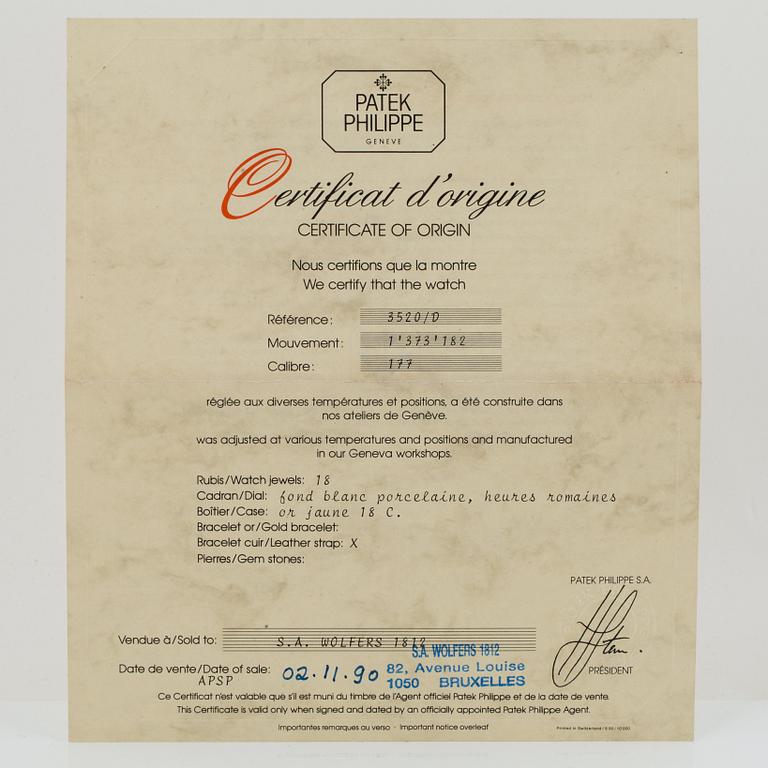 PATEK
PHILIPPE
GENEVE
Certificat d'origine
CERTIFICATE OF ORIGIN
Nous certifions que la montre
We certify that the watch
Référence: 3520/D
Mouvement: 1'373'182
Calibre: 177
réglée aux diverses températures et positions, a été construite dans
nos ateliers de Genève.
was adjusted at various temperatures and positions and manufactured
in our Geneva workshops.
Rubis/Watch jewels: 18
Cadran/Dial: fond blanc porcelaine, heures romaines
Boîtier/Case: or jaune 18 C.
Bracelet or/Gold bracelet:
Bracelet cuir/Leather strap: X
Pierres/Gem stones:
PATEK PHILIPPE S.A.
Vendue à/Sold to: S.A. WOLFERS 1812
S.A. WOLFERS 1812
Date de vente/Date of sale: 02.11.90 82, Avenue Louise
APSP 1050 BRUXELLES
PRÉSIDENT
Ce Certificat n'est valable que s'il est muni du timbre de l'Agent officiel Patek Philippe et de la date de vente.
This Certificate is valid only when signed and dated by an officially appointed Patek Philippe Agent.
Importantes remarques au verso · Important notice overleaf
Printed in Switzerland